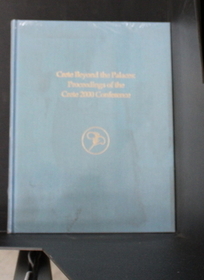 Crete Beyond the Palaces:
Proceedings of the
Crete 2000 Conference